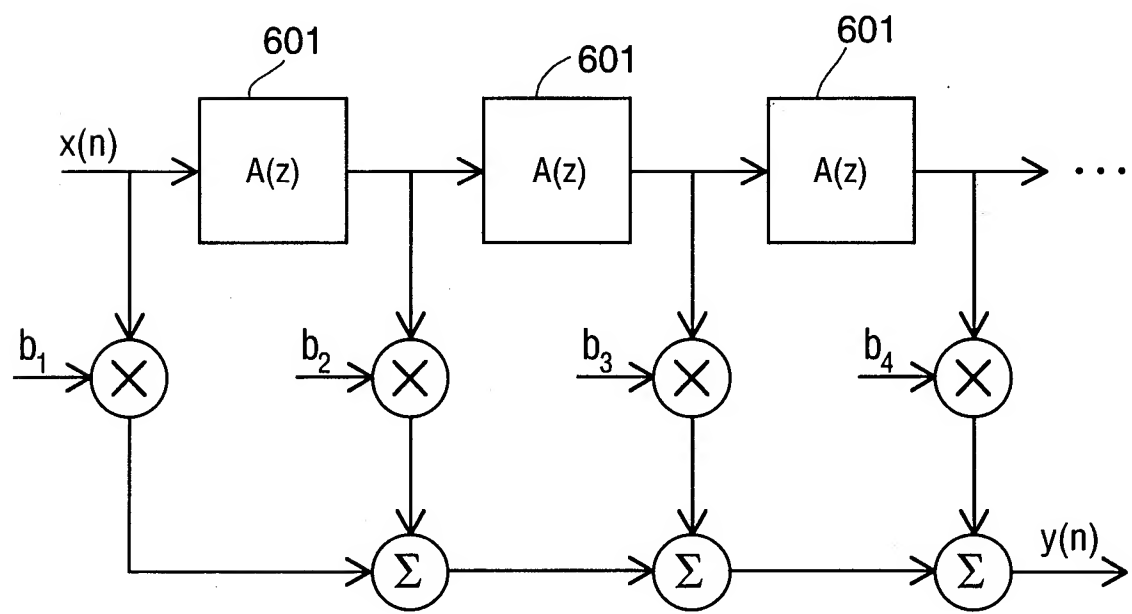 601
601
601
x(n)
A(z)
A(z)
A(z)
...
b1
b2
b3
b4
×
×
×
×
Σ
Σ
Σ
y(n)